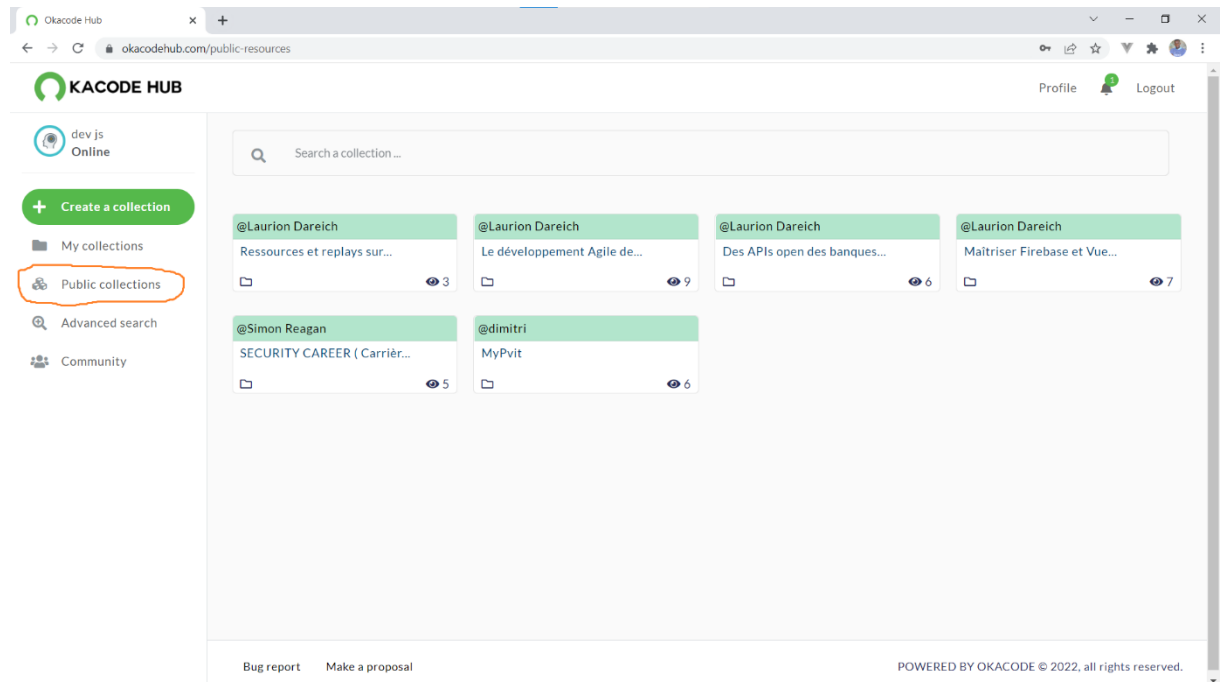 Okacode Hub
okacodehub.com/public-resources
KACODE HUB
Profile
1
Logout
dev js
Online
Create a collection
My collections
Public collections
Advanced search
Community
Search a collection ...
@Laurion Dareich
Ressources et replays sur...
3
@Laurion Dareich
Le développement Agile de...
9
@Laurion Dareich
Des APIs open des banques...
6
@Laurion Dareich
Maîtriser Firebase et Vue...
7
@Simon Reagan
SECURITY CAREER ( Carrièr...
5
@dimitri
MyPvit
6
Bug report
Make a proposal
POWERED BY OKACODE © 2022, all rights reserved.